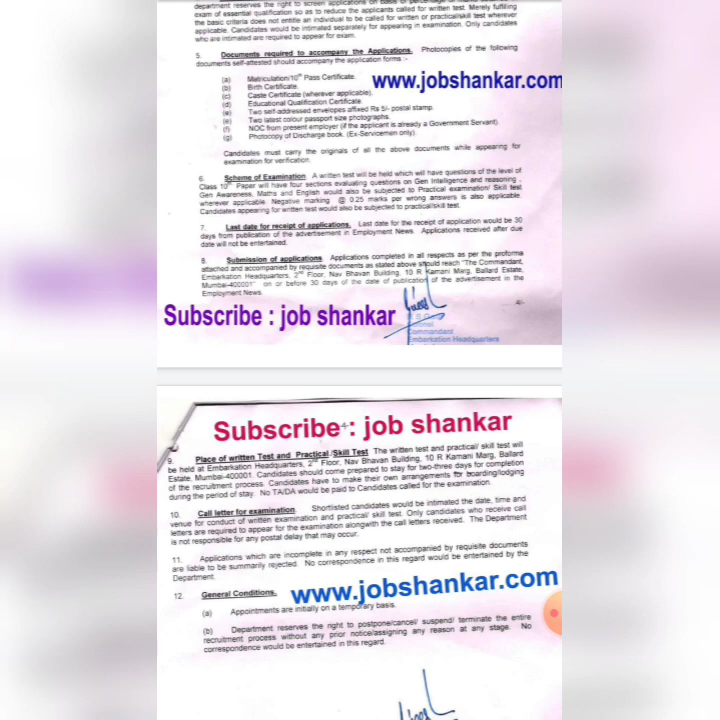 department reserves the right to screen applications on basis of percentage of
exam of essential qualification so as to reduce the applicants called for written test. Merely fulfilling
the basic criteria does not entitle an individual to be called for written or practical/skill test wherever
applicable. Candidates would be intimated separately for appearing in examination. Only candidates
who are intimated are required to appear for exam.
5. Documents required to accompany the Applications. Photocopies of the following
documents self-attested should accompany the application forms :-
(a) Matriculation/10th Pass Certificate.
(b) Birth Certificate.
(c) Caste Certificate (wherever applicable).
(d) Educational Qualification Certificate.
(e) Two self-addressed envelopes affixed Rs 5/- postal stamp.
(e) Two latest colour passport size photographs.
(f) NOC from present employer (if the applicant is already a Government Servant).
(g) Photocopy of Discharge book. (Ex-Servicemen only).
www.jobshankar.com
Candidates must carry the originals of all the above documents while appearing for
examination for verification.
6. Scheme of Examination. A written test will be held which will have questions of the level of
Class 10th Paper will have four sections evaluating questions on Gen Intelligence and reasoning ,
Gen Awareness, Maths and English would also be subjected to Practical examination/ Skill test
wherever applicable. Negative marking @ 0.25 marks per wrong answers is also applicable.
Candidates appearing for written test would also be subjected to practical/skill test.
7. Last date for receipt of applications. Last date for the receipt of application would be 30
days from publication of the advertisement in Employment News. Applications received after due
date will not be entertained.
8. Submission of applications. Applications completed in all respects as per the proforma
attached and accompanied by requisite documents as stated above should reach "The Commandant,
Embarkation Headquarters, 2nd Floor, Nav Bhavan Building, 10 R Kamani Marg, Ballard Estate,
Mumbai-400001" on or before 30 days of the date of publication of the advertisement in the
Employment News.
4/-
Subscribe : job shankar
Colonel
Commandant
Embarkation Headquarters
Subscribe : job shankar
9. Place of written Test and Practical /Skill Test The written test and practical/ skill test will
be held at Embarkation Headquarters, 2nd Floor, Nav Bhavan Building, 10 R Kamani Marg, Ballard
Estate, Mumbai-400001. Candidates should come prepared to stay for two-three days for completion
of the recruitment process. Candidates have to make their own arrangements for boarding/lodging
during the period of stay. No TA/DA would be paid to Candidates called for the examination.
10. Call letter for examination. Shortlisted candidates would be intimated the date, time and
venue for conduct of written examination and practical/ skill test. Only candidates who receive call
letters are required to appear for the examination alongwith the call letters received. The Department
is not responsible for any postal delay that may occur.
11. Applications which are incomplete in any respect not accompanied by requisite documents
are liable to be summarily rejected. No correspondence in this regard would be entertained by the
Department.
12. General Conditions.
www.jobshankar.com
(a) Appointments are initially on a temporary basis.
(b) Department reserves the right to postpone/cancel/ suspend/ terminate the entire
recruitment process without any prior notice/assigning any reason at any stage. No
correspondence would be entertained in this regard.